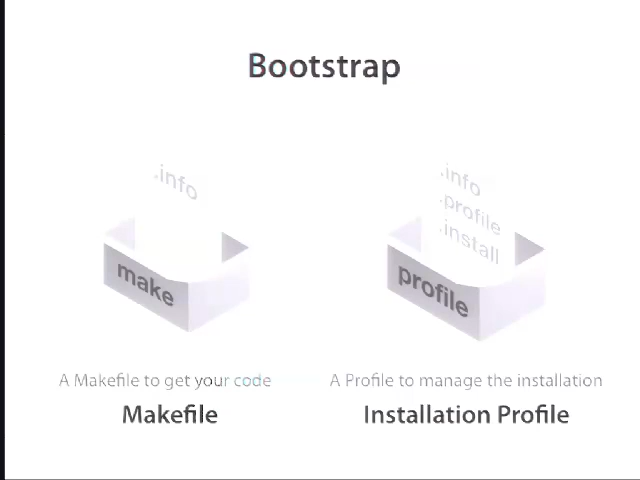 Bootstrap
.info
make
.info
.profile
.install
profile
A Makefile to get your code
Makefile
A Profile to manage the installation
Installation Profile